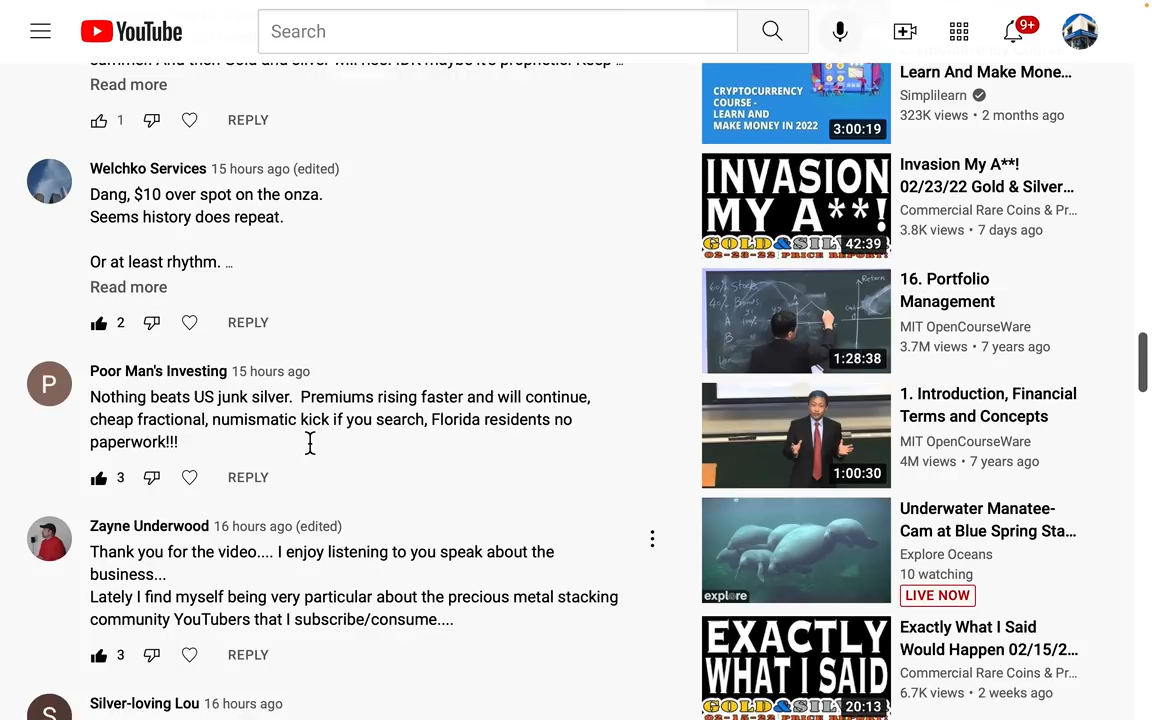 YouTube
Search
9+
Read more
1
REPLY
Welchko Services 15 hours ago (edited)
Dang, $10 over spot on the onza.
Seems history does repeat.
Or at least rhythm. ...
Read more
2
REPLY
P
Poor Man's Investing 15 hours ago
Nothing beats US junk silver. Premiums rising faster and will continue,
cheap fractional, numismatic kick if you search, Florida residents no
paperwork!!!
3
REPLY
Zayne Underwood 16 hours ago (edited)
Thank you for the video.... I enjoy listening to you speak about the
business...
Lately I find myself being very particular about the precious metal stacking
community YouTubers that I subscribe/consume....
3
REPLY
S
Silver-loving Lou 16 hours ago
CRYPTOCURRENCY
COURSE -
LEARN AND
MAKE MONEY IN 2022
3:00:19
Learn And Make Mone...
Simplilearn
323K views • 2 months ago
INVASION
MY A**!
GOLD&SIL
02-23-22 PRICE REPORT!
42:39
Invasion My A**!
02/23/22 Gold & Silver...
Commercial Rare Coins & Pr...
3.8K views • 7 days ago
1:28:38
16. Portfolio
Management
MIT OpenCourseWare
3.7M views • 7 years ago
1:00:30
1. Introduction, Financial
Terms and Concepts
MIT OpenCourseWare
4M views • 7 years ago
explore
Underwater Manatee-
Cam at Blue Spring Sta...
Explore Oceans
10 watching
LIVE NOW
EXACTLY
WHAT I SAID
GOLD&SIL
02-15-22 PRICE REPORT!
20:13
Exactly What I Said
Would Happen 02/15/2...
Commercial Rare Coins & Pr...
6.7K views • 2 weeks ago